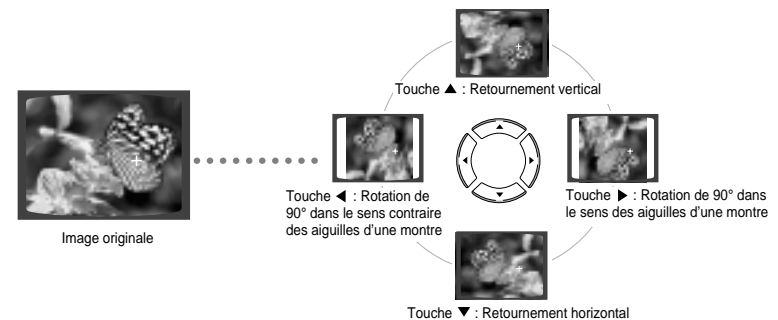 Touche ▲ : Retournement vertical
Image originale
Touche ◀ : Rotation de
90° dans le sens contraire
des aiguilles d'une montre
Touche ▶ : Rotation de 90° dans
le sens des aiguilles d'une montre
Touche ▼ : Retournement horizontal